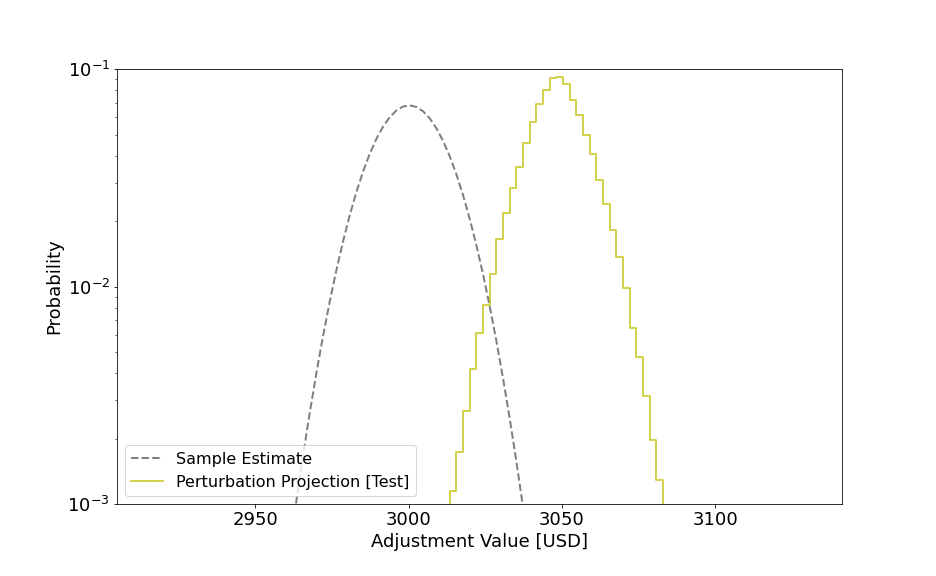 10⁻¹
10⁻²
10⁻³
Probability
Sample Estimate
Perturbation Projection [Test]
2950 3000 3050 3100
Adjustment Value [USD]